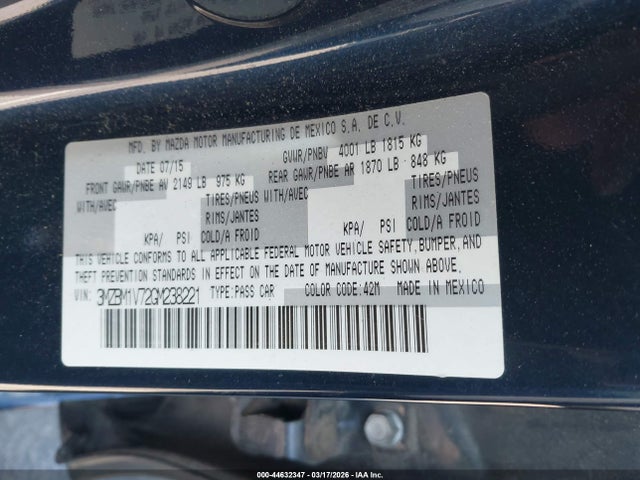 MFD. BY MAZDA MOTOR MANUFACTURING DE MEXICO S.A. DE C.V.
DATE 07/15 GVWR/PNBV 4001 LB 1815 KG
FRONT GAWR/PNBE AV 2149 LB 975 KG REAR GAWR/PNBE AR 1870 LB 848 KG
WITH/AVEC TIRES/PNEUS WITH/AVEC TIRES/PNEUS
RIMS/JANTES RIMS/JANTES
KPA/ PSI COLD/A FROID KPA/ PSI COLD/A FROID
THIS VEHICLE CONFORMS TO ALL APPLICABLE FEDERAL MOTOR VEHICLE SAFETY, BUMPER, AND
THEFT PREVENTION STANDARDS IN EFFECT ON THE DATE OF MANUFACTURE SHOWN ABOVE.
VIN: 3MZBM1V72GM238221 TYPE:PASS CAR COLOR CODE:42M MADE IN MEXICO
000-44632347 | 03/17/2026 | IAA Inc.